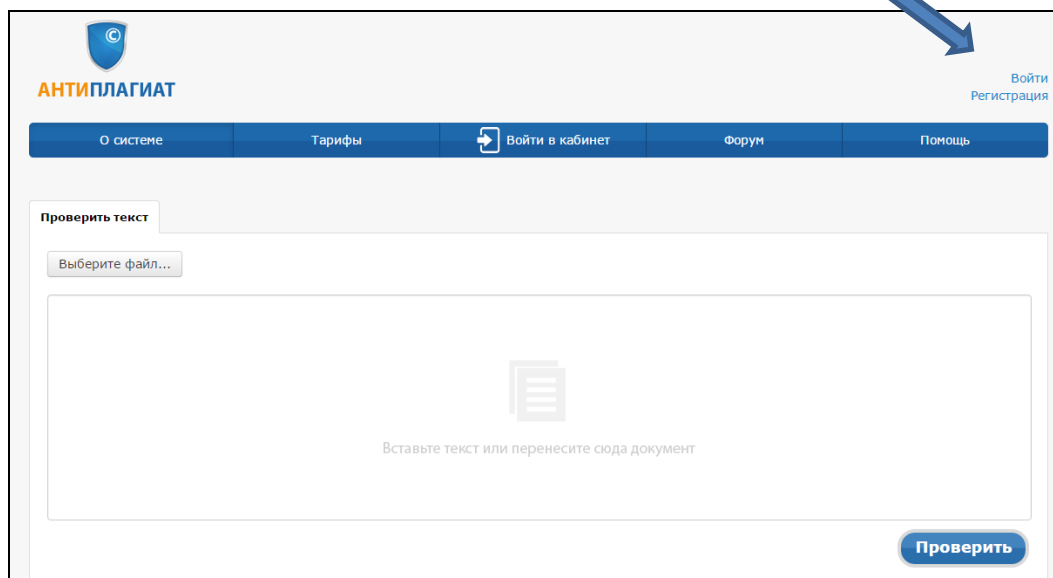 ©
АНТИПЛАГИАТ
Войти
Регистрация
О системе Тарифы Войти в кабинет Форум Помощь
Проверить текст
Выберите файл...
Вставьте текст или перенесите сюда документ
Проверить